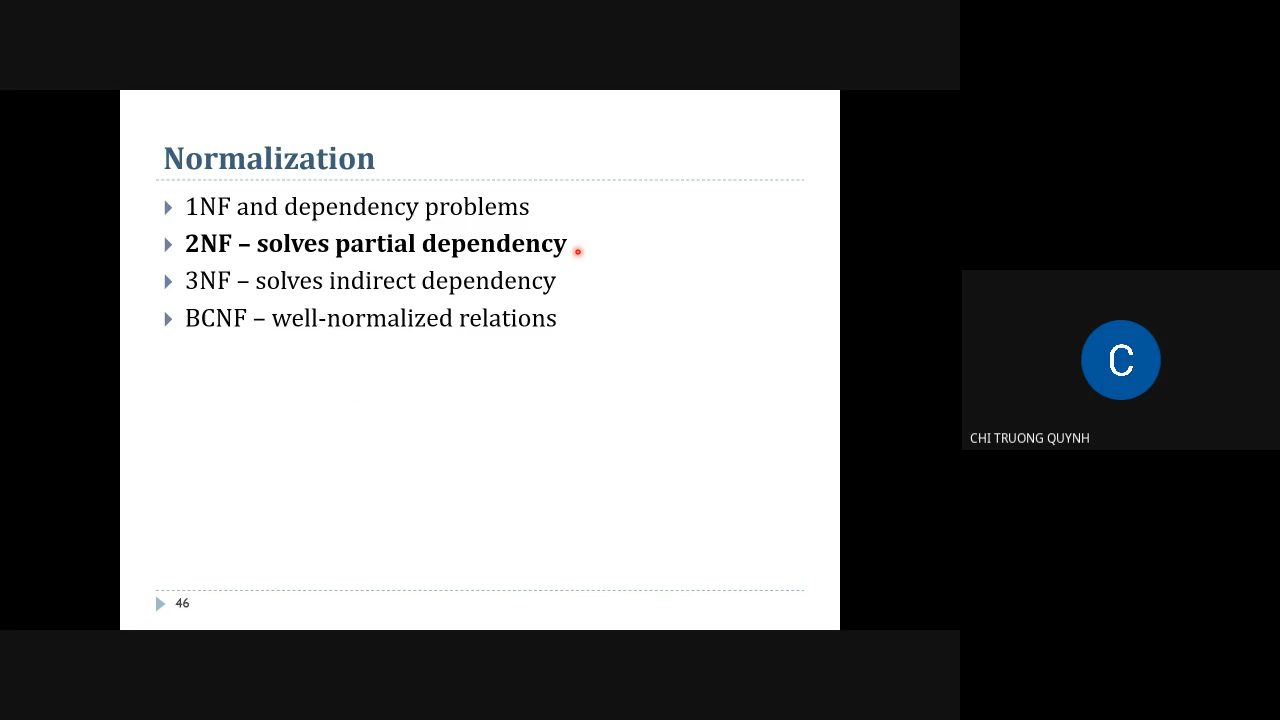 Normalization
1NF and dependency problems
2NF – solves partial dependency
3NF – solves indirect dependency
BCNF – well-normalized relations
46
C
CHI TRUONG QUYNH